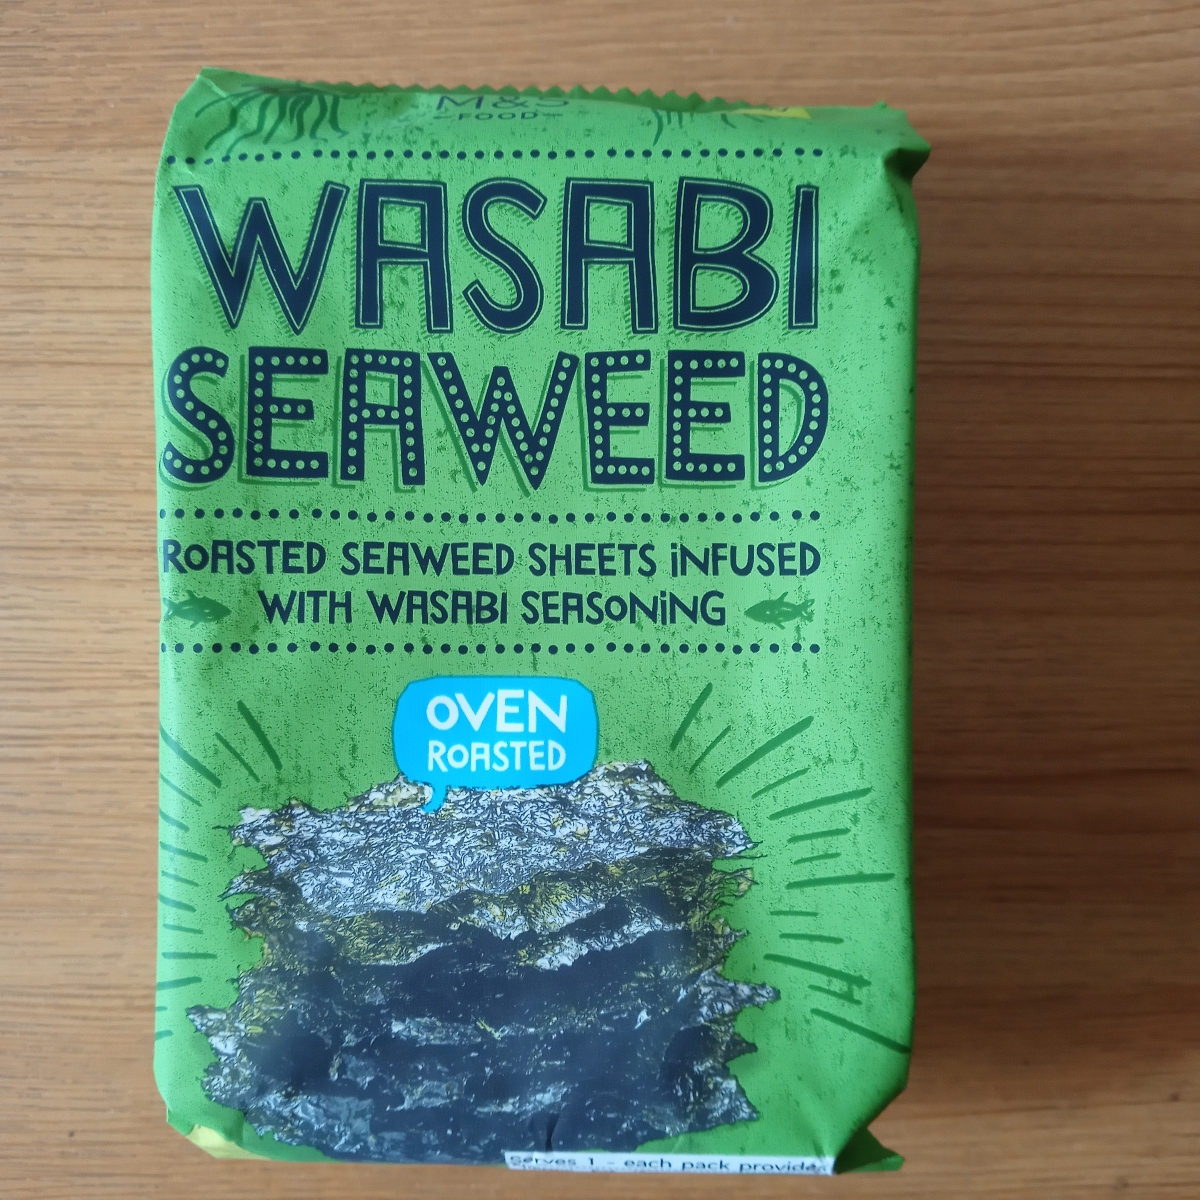 M&S
FOOD
WASABI
SEAWEED
ROASTED SEAWEED SHEETS iNFUSED
WITH WASABI SEASONiNG
OVEN
ROASTED
Serves 1 - each pack provides